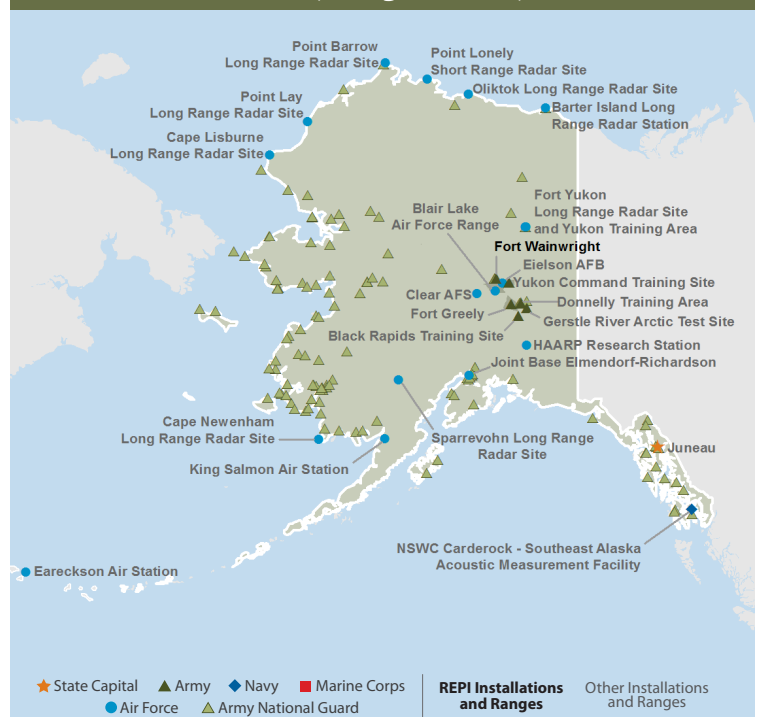 Point Barrow
Long Range Radar Site
Point Lonely
Short Range Radar Site
Oliktok Long Range Radar Site
Point Lay
Long Range Radar Site
Barter Island Long
Range Radar Station
Cape Lisburne
Long Range Radar Site
Fort Yukon
Long Range Radar Site
and Yukon Training Area
Blair Lake
Air Force Range
Fort Wainwright
Eielson AFB
Yukon Command Training Site
Clear AFS
Donnelly Training Area
Fort Greely
Gerstle River Arctic Test Site
Black Rapids Training Site
HAARP Research Station
Joint Base Elmendorf-Richardson
Cape Newenham
Long Range Radar Site
Sparrevohn Long Range
Radar Site
Juneau
King Salmon Air Station
NSWC Carderock - Southeast Alaska
Acoustic Measurement Facility
Eareckson Air Station
State Capital
Army
Navy
Marine Corps
Air Force
Army National Guard
REPI Installations
and Ranges
Other Installations
and Ranges